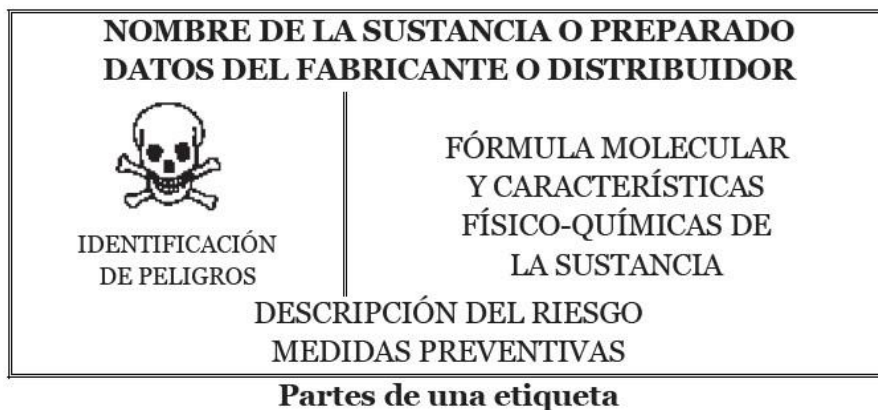 NOMBRE DE LA SUSTANCIA O PREPARADO
DATOS DEL FABRICANTE O DISTRIBUIDOR
IDENTIFICACIÓN
DE PELIGROS
FÓRMULA MOLECULAR
Y CARACTERÍSTICAS
FÍSICO-QUÍMICAS DE
LA SUSTANCIA
DESCRIPCIÓN DEL RIESGO
MEDIDAS PREVENTIVAS
Partes de una etiqueta